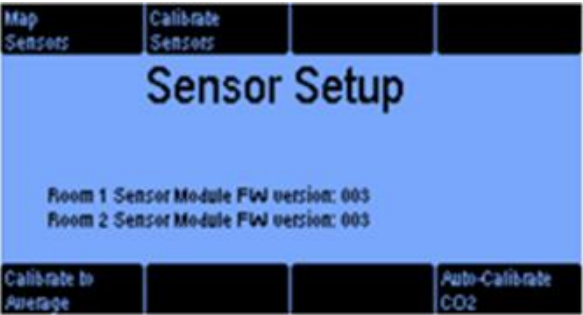 Map
Sensors
Calibrate
Sensors
Sensor Setup
Room 1 Sensor Module FW version: 003
Room 2 Sensor Module FW version: 003
Calibrate to
Average
Auto-Calibrate
CO2